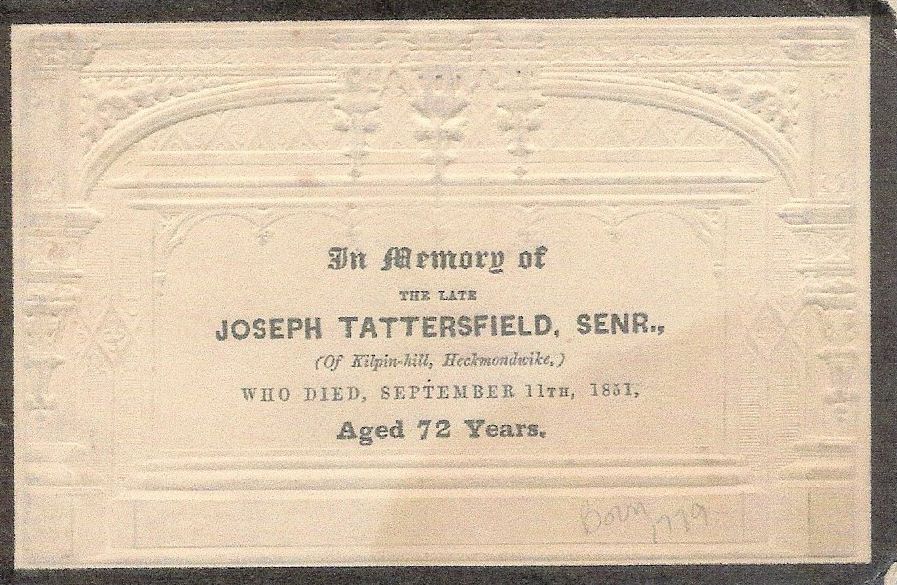 In Memory of
THE LATE
JOSEPH TATTERSFIELD, SENR.,
(Of Kilpin-hill, Heckmondwike,)
WHO DIED, SEPTEMBER 11TH, 1851,
Aged 72 Years.
Born 1779